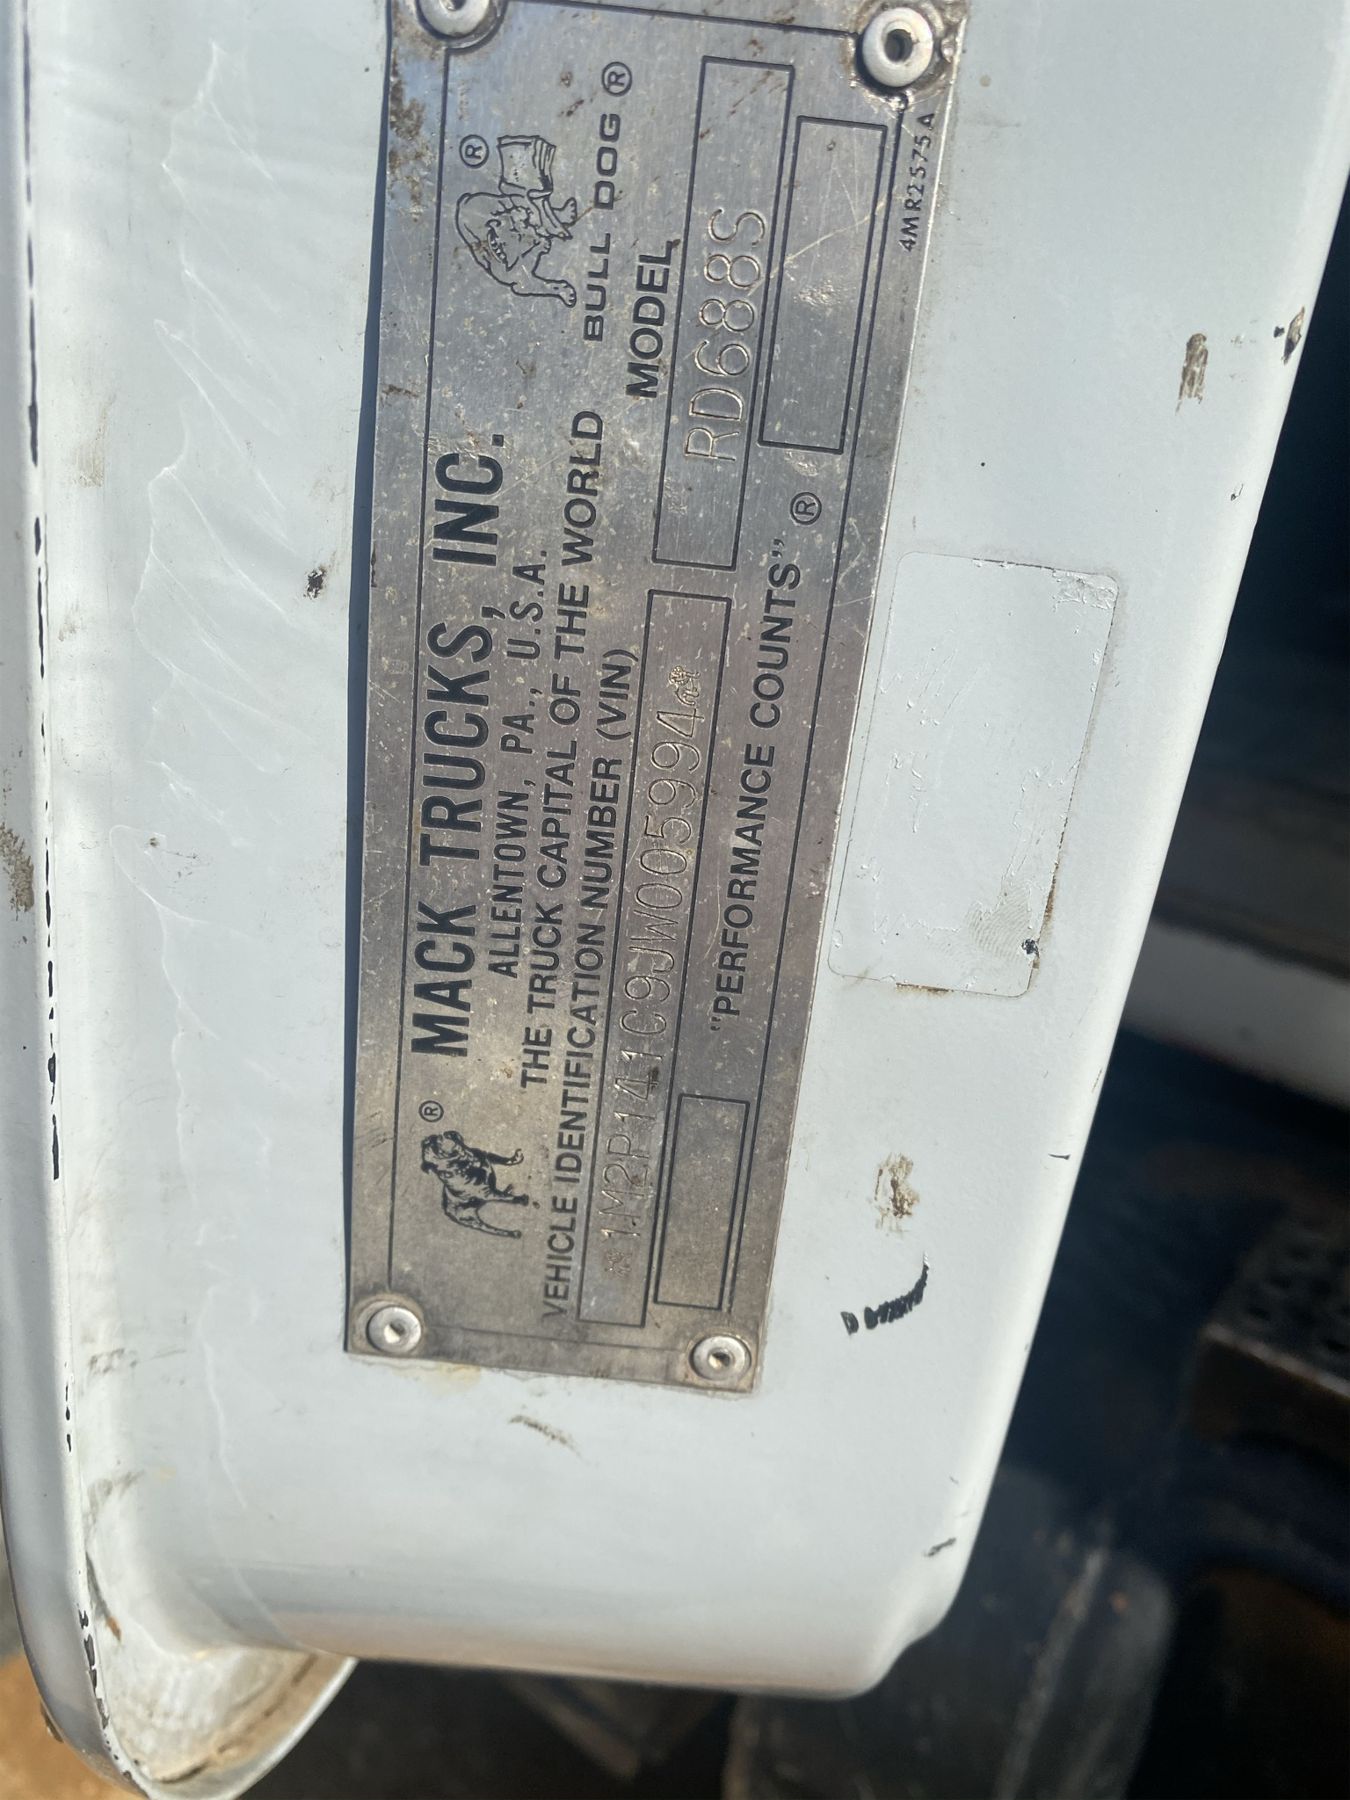 ® MACK TRUCKS, INC. ®
ALLENTOWN, PA., U.S.A.
THE TRUCK CAPITAL OF THE WORLD
BULL DOG ®
VEHICLE IDENTIFICATION NUMBER (VIN)
MODEL
*1M2P141C9JW005994*
RD688S
"PERFORMANCE COUNTS" ®
4MR2575A